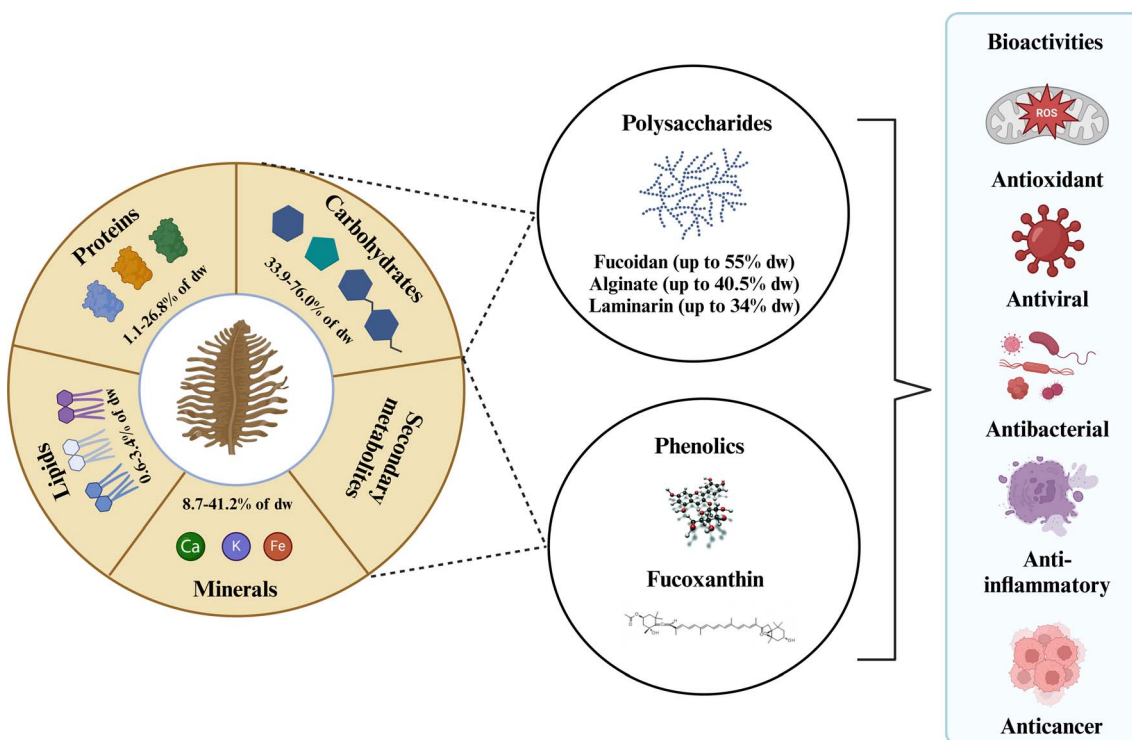 Proteins
1.1-26.8% of dw
Carbohydrates
33.9-76.0% of dw
Lipids
0.6-3.4% of dw
Secondary
metabolites
8.7-41.2% of dw
Ca
K
Fe
Minerals
Polysaccharides
Fucoidan (up to 55% dw)
Alginate (up to 40.5% dw)
Laminarin (up to 34% dw)
Phenolics
Fucoxanthin
Bioactivities
ROS
Antioxidant
Antiviral
Antibacterial
Anti-
inflammatory
Anticancer